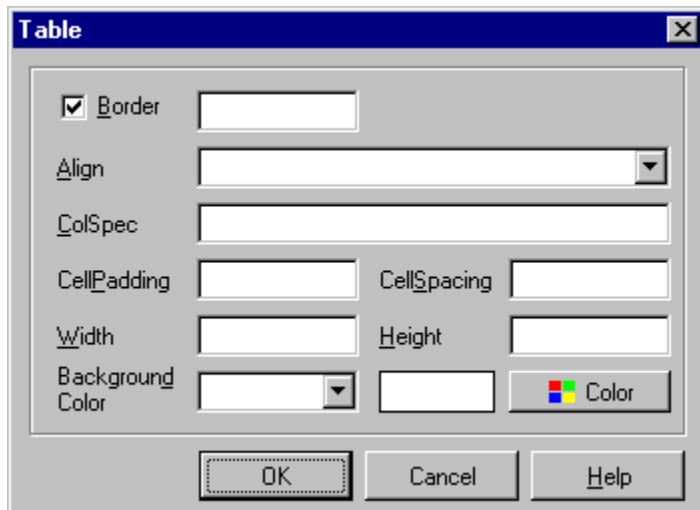 Table
Border
Align
ColSpec
CellPadding CellSpacing
Width Height
Background
Color
Color
OK Cancel Help